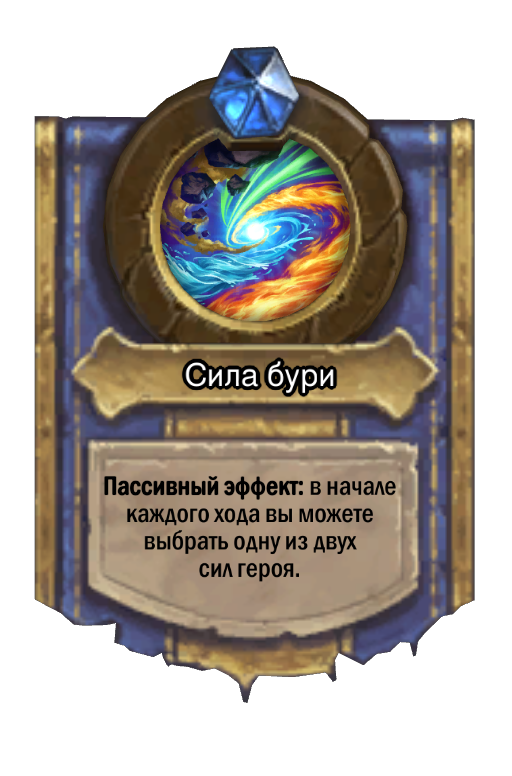 Сила бури
Пассивный эффект: в начале
каждого хода вы можете
выбрать одну из двух
сил героя.